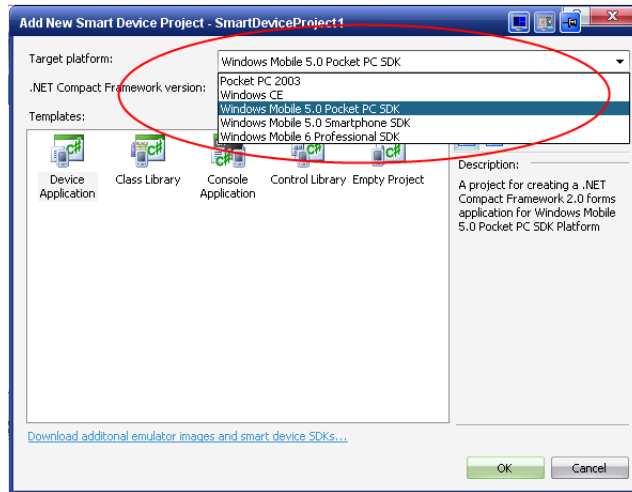 Add New Smart Device Project - SmartDeviceProject1
Target platform:
Windows Mobile 5.0 Pocket PC SDK
.NET Compact Framework version:
Pocket PC 2003
Windows CE
Windows Mobile 5.0 Pocket PC SDK
Windows Mobile 5.0 Smartphone SDK
Windows Mobile 6 Professional SDK
Templates:
Device Application
Class Library
Console Application
Control Library
Empty Project
Description:
A project for creating a .NET
Compact Framework 2.0 forms
application for Windows Mobile
5.0 Pocket PC SDK Platform
Download additonal emulator images and smart device SDKs...
OK
Cancel